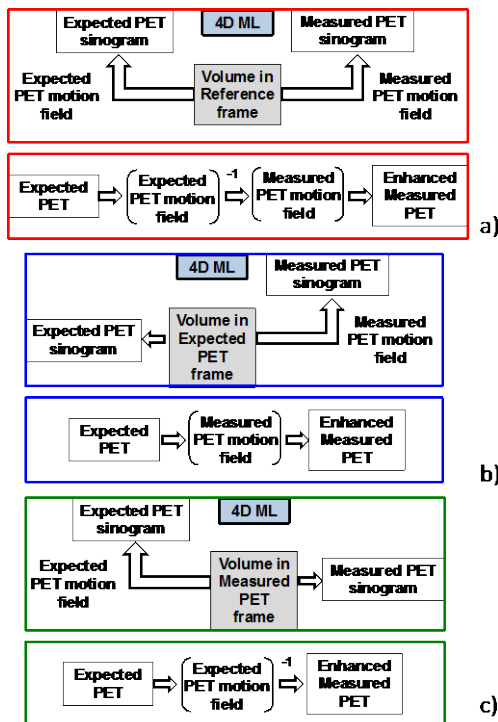 Expected PET
sinogram
4D ML
Measured PET
sinogram
Expected
PET motion
field
Volume in
Reference
frame
Measured
PET motion
field
Expected
PET
Expected
PET motion
field
-1
Measured
PET motion
field
Enhanced
Measured
PET
a)
4D ML
Measured PET
sinogram
Expected PET
sinogram
Volume in
Expected
PET
frame
Measured
PET motion
field
Expected
PET
Measured
PET motion
field
Enhanced
Measured
PET
b)
Expected PET
sinogram
4D ML
Expected
PET motion
field
Volume in
Measured
PET
frame
Measured PET
sinogram
Expected
PET
Expected
PET motion
field
-1
Enhanced
Measured
PET
c)